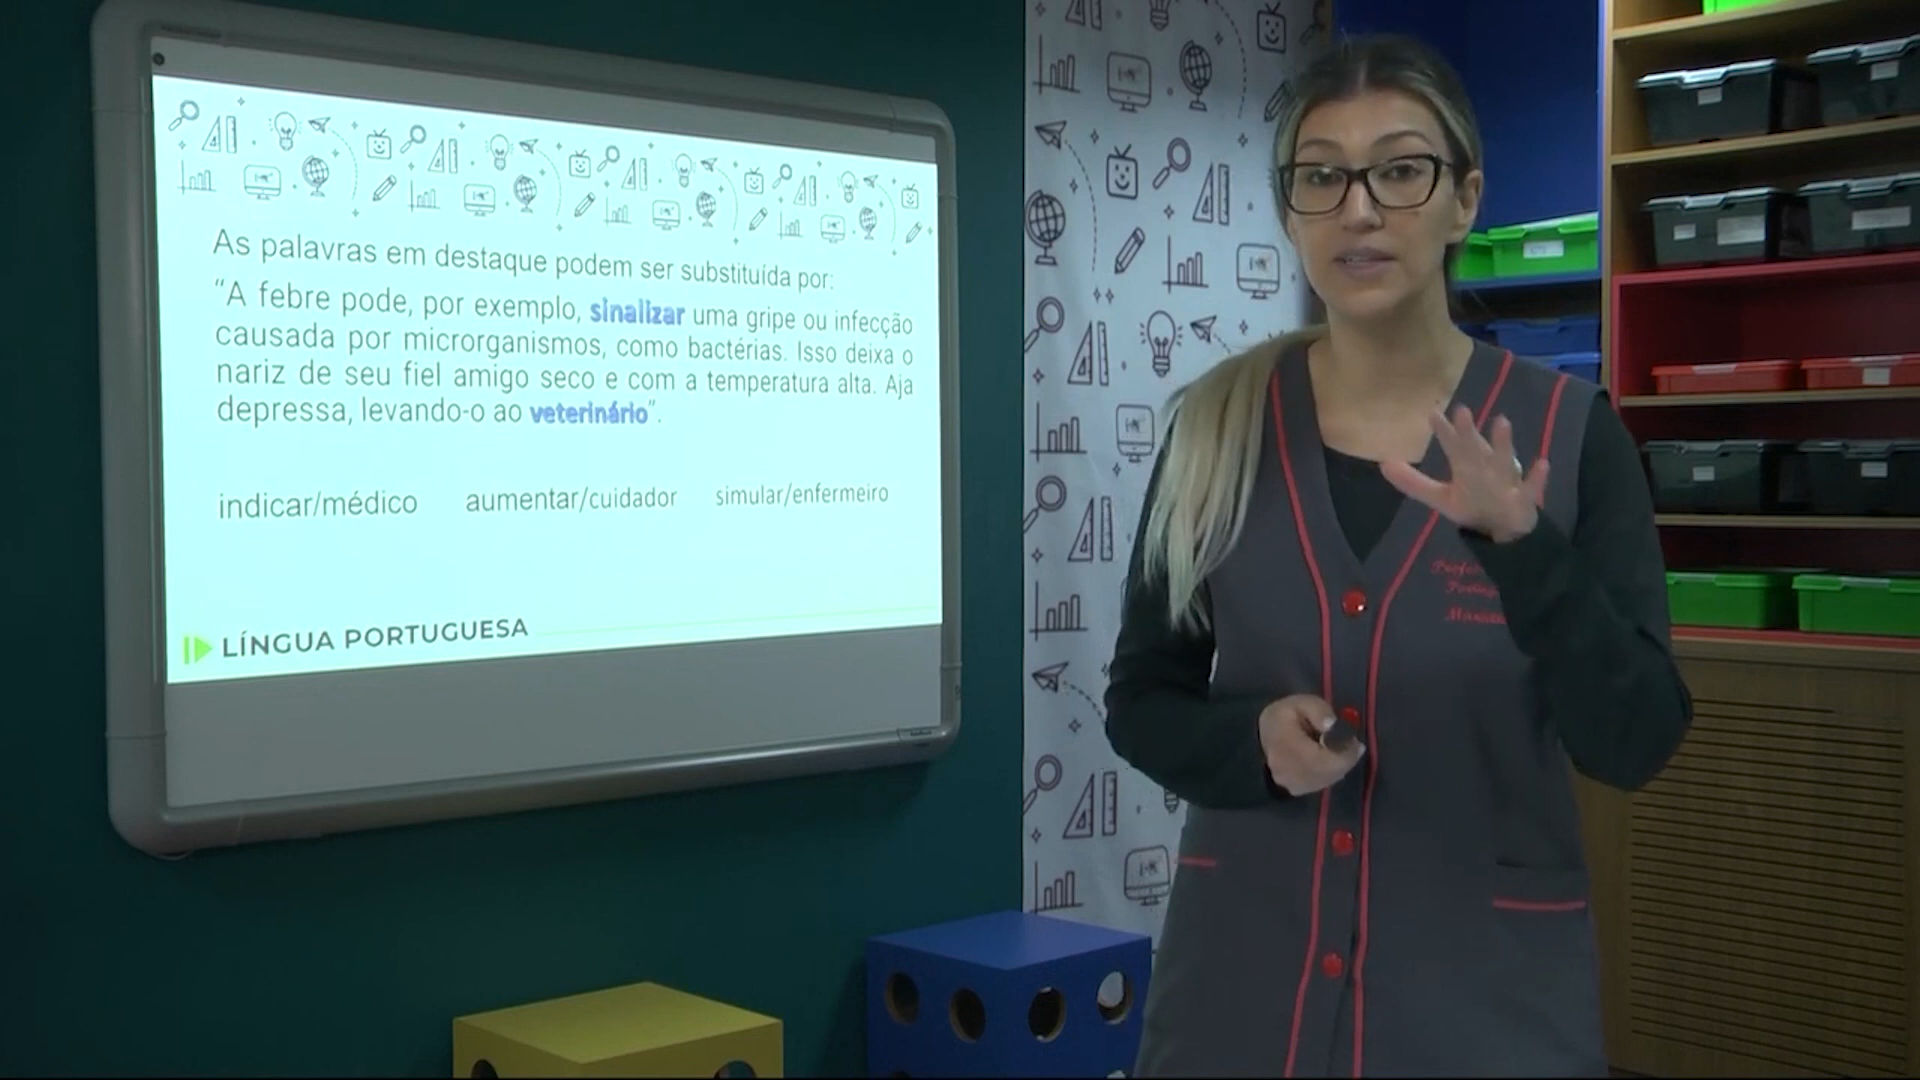 As palavras em destaque podem ser substituída por:
“A febre pode, por exemplo, sinalizar uma gripe ou infecção
causada por microrganismos, como bactérias. Isso deixa o
nariz de seu fiel amigo seco e com a temperatura alta. Aja
depressa, levando-o ao veterinário”.
indicar/médico aumentar/cuidador simular/enfermeiro
LÍNGUA PORTUGUESA